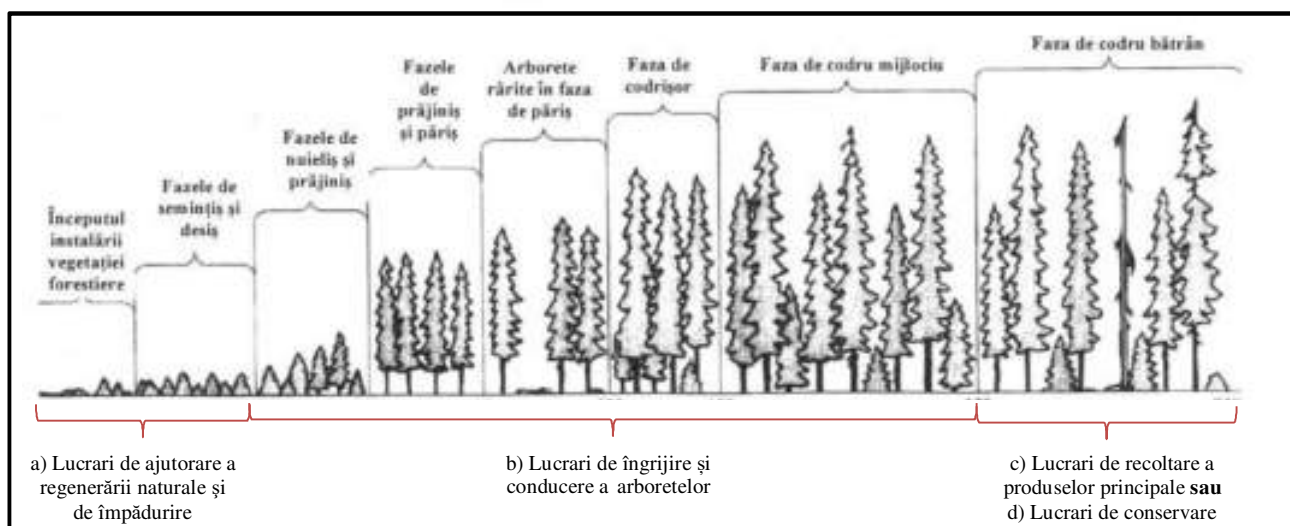 Începutul
instalării
vegetației
forestiere
Fazele de
semințiș și
desiș
Fazele de
nuieliș și
prăjiniș
Fazele
de
prăjiniș
și păriș
Arborete
rărite în faza
de păriș
Faza de
codrișor
Faza de codru mijlociu
Faza de codru bătrân
a) Lucrari de ajutorare a
regenerării naturale și
de împădurire
b) Lucrari de îngrijire și
conducere a arboretelor
c) Lucrari de recoltare a
produselor principale sau
d) Lucrari de conservare